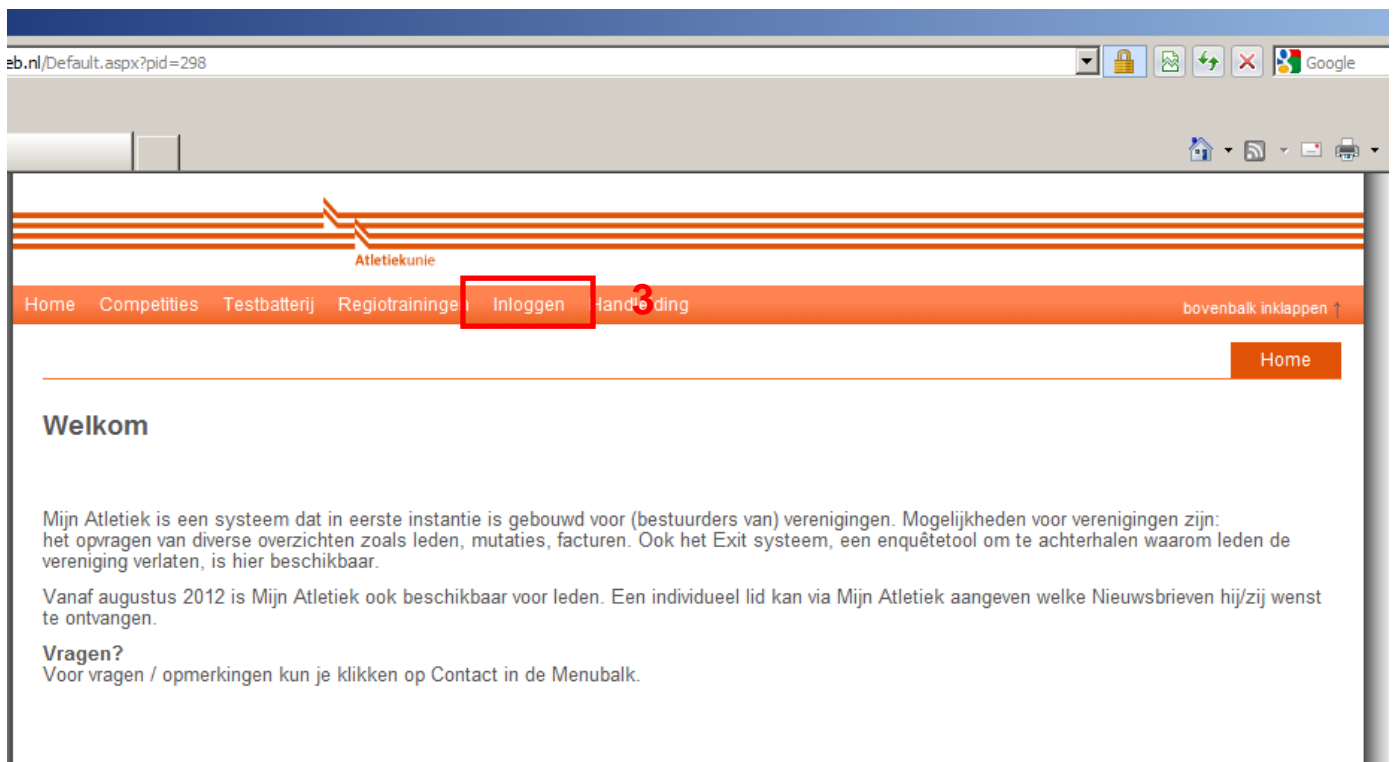 eb.nl/Default.aspx?pid=298
Google
Atletiekunie
Home Competities Testbatterij Regiotrainingen Inloggen 3 Handleiding bovenbalk inklappen ↑
Home
Welkom
Mijn Atletiek is een systeem dat in eerste instantie is gebouwd voor (bestuurders van) verenigingen. Mogelijkheden voor verenigingen zijn:
het opvragen van diverse overzichten zoals leden, mutaties, facturen. Ook het Exit systeem, een enquêtetool om te achterhalen waarom leden de
vereniging verlaten, is hier beschikbaar.
Vanaf augustus 2012 is Mijn Atletiek ook beschikbaar voor leden. Een individueel lid kan via Mijn Atletiek aangeven welke Nieuwsbrieven hij/zij wenst
te ontvangen.
Vragen?
Voor vragen / opmerkingen kun je klikken op Contact in de Menubalk.